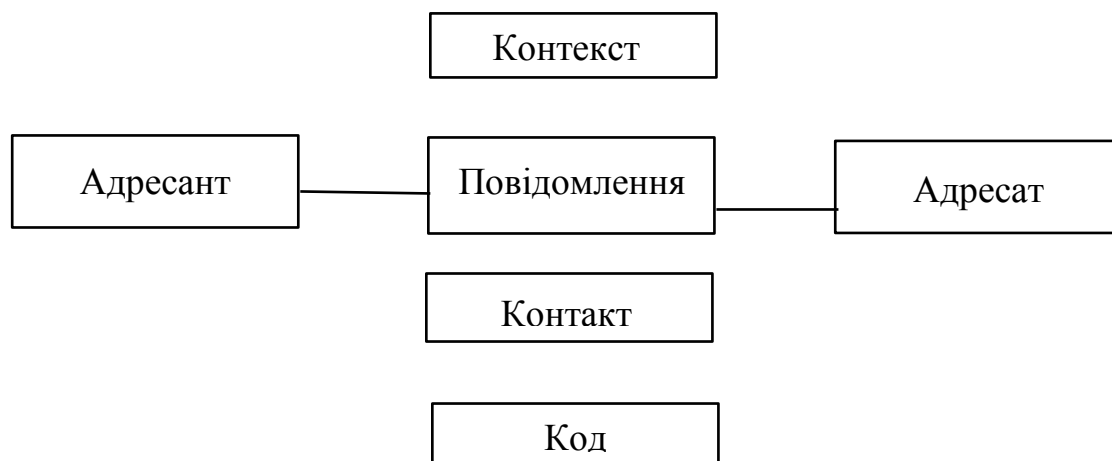 Контекст
Адресант
Повідомлення
Адресат
Контакт
Код